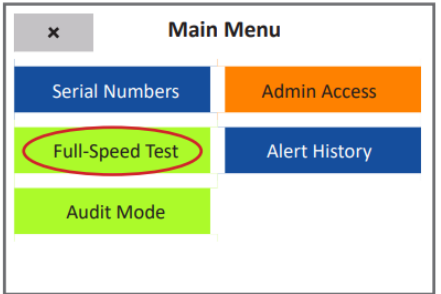 × Main Menu
Serial Numbers Admin Access
Full-Speed Test Alert History
Audit Mode